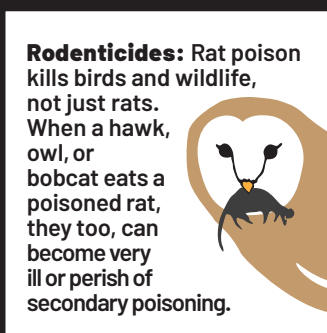 Rodenticides: Rat poison
kills birds and wildlife,
not just rats.
When a hawk,
owl, or
bobcat eats a
poisoned rat,
they too, can
become very
ill or perish of
secondary poisoning.